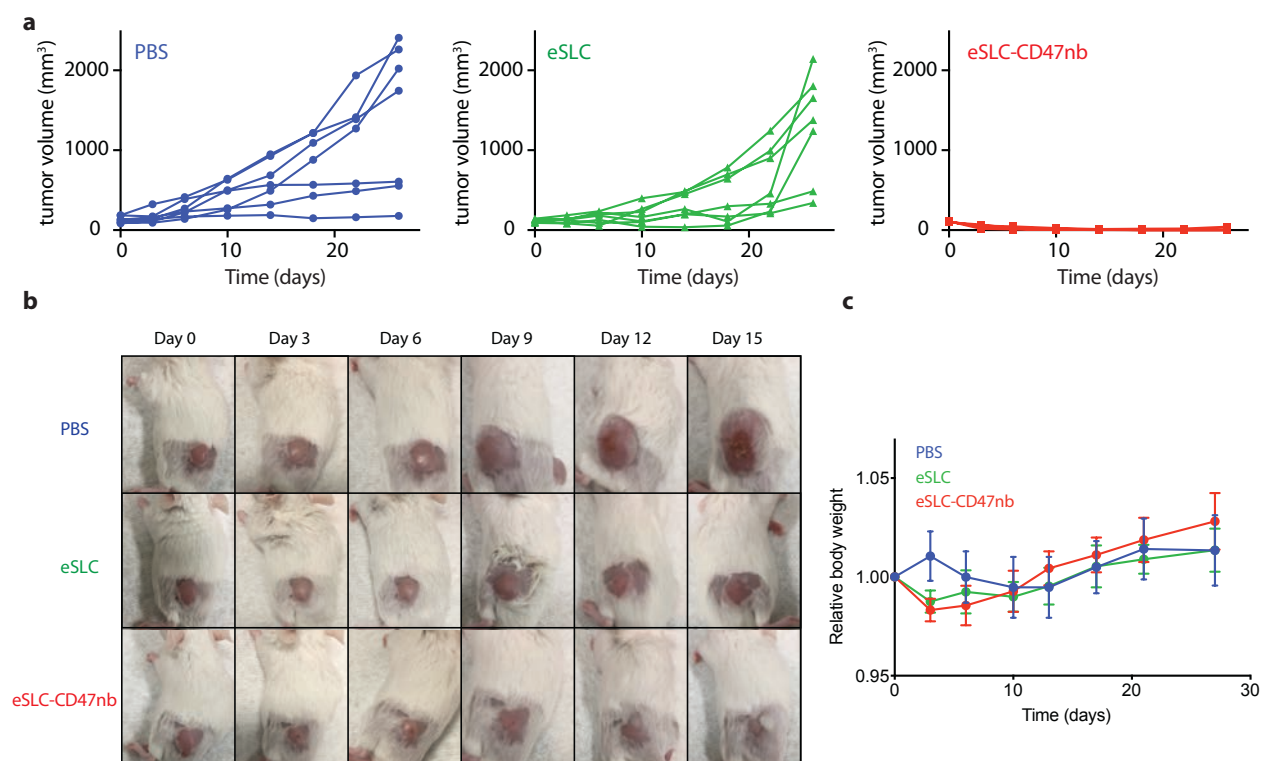 a
tumor volume (mm³)
2000
1000
0
PBS
0
10
20
Time (days)
tumor volume (mm³)
2000
1000
0
eSLC
0
10
20
Time (days)
tumor volume (mm³)
2000
1000
0
eSLC-CD47nb
0
10
20
Time (days)
b
Day 0
Day 3
Day 6
Day 9
Day 12
Day 15
PBS
eSLC
eSLC-CD47nb
c
Relative body weight
1.05
1.00
0.95
PBS
eSLC
eSLC-CD47nb
0
10
20
30
Time (days)